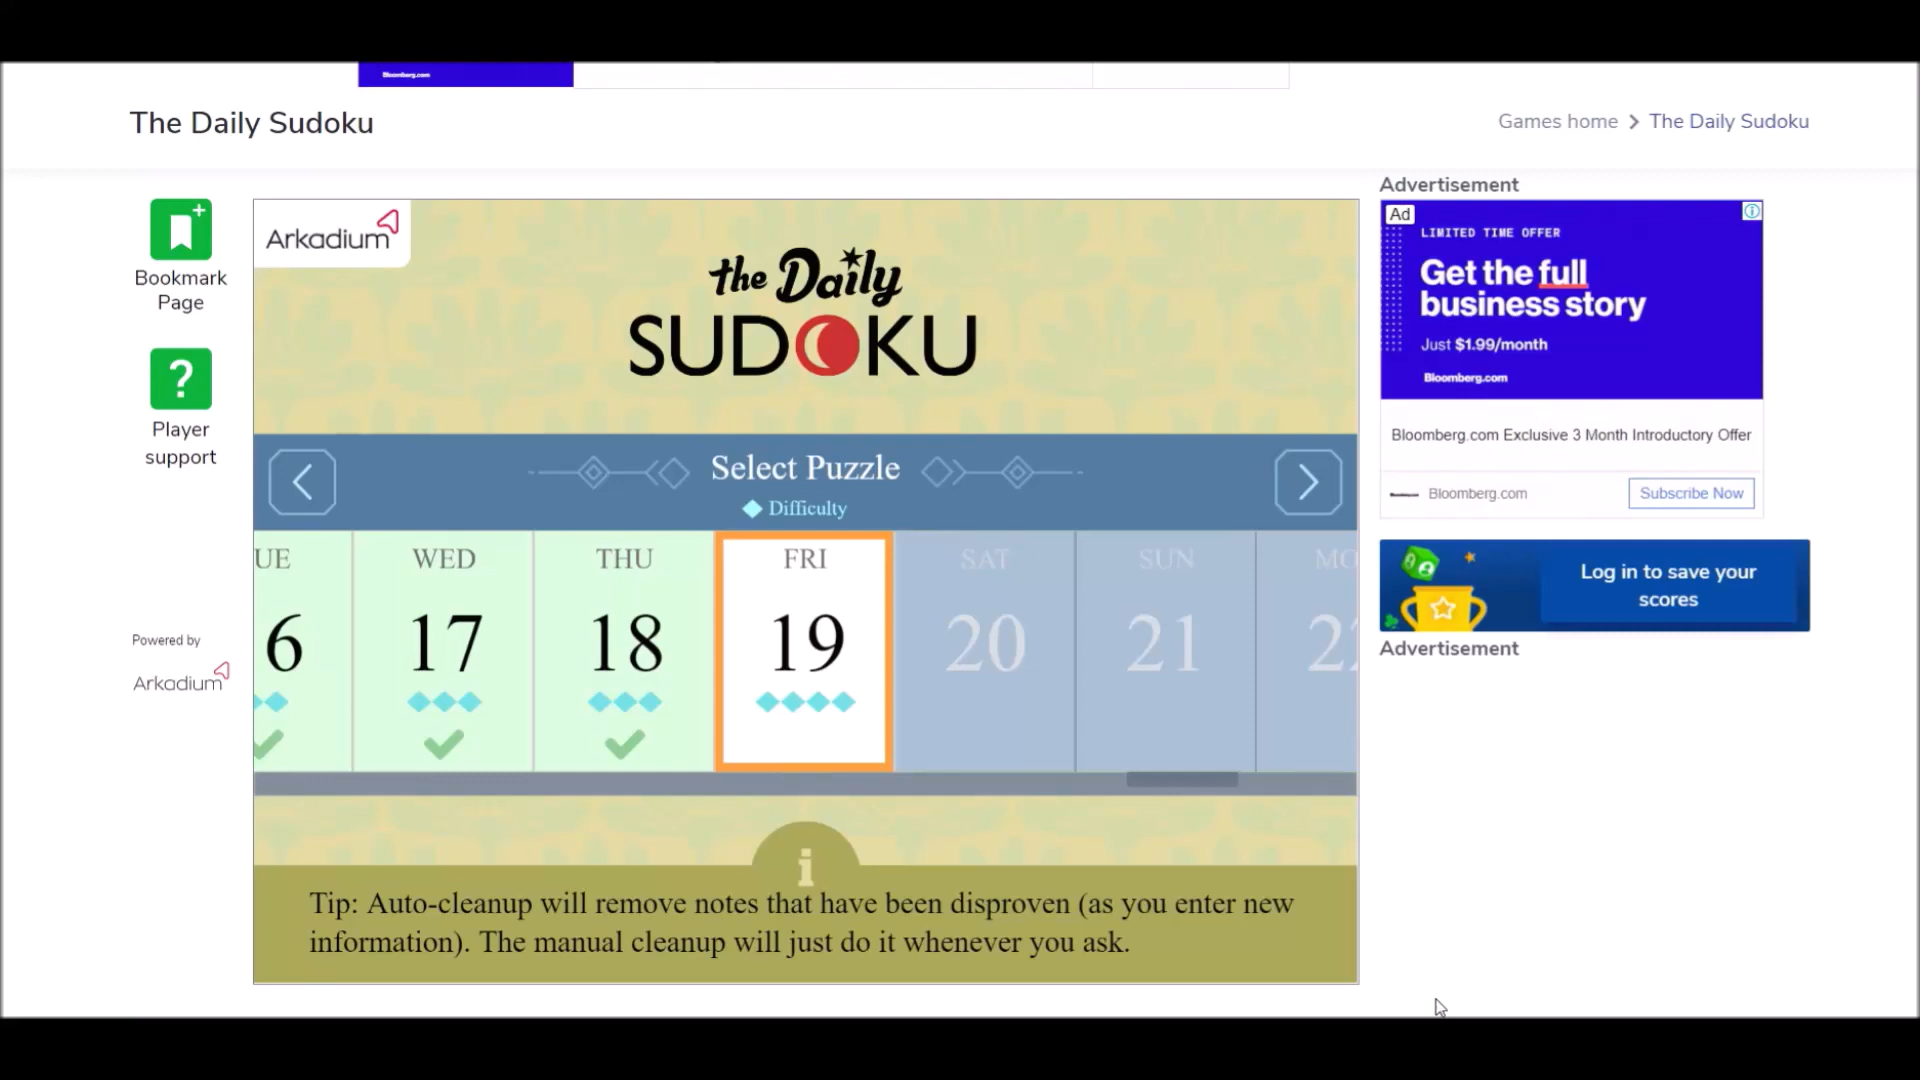 Bloomberg.com
The Daily Sudoku
Games home > The Daily Sudoku
Bookmark
Page
Player
support
Powered by
Arkadium
Arkadium
the Daily
SUDOKU
Select Puzzle
Difficulty
UE WED THU FRI SAT SUN MO
6 17 18 19 20 21 22
i
Tip: Auto-cleanup will remove notes that have been disproven (as you enter new
information). The manual cleanup will just do it whenever you ask.
Advertisement
Ad
LIMITED TIME OFFER
Get the full
business story
Just $1.99/month
Bloomberg.com
Bloomberg.com Exclusive 3 Month Introductory Offer
Bloomberg.com
Subscribe Now
Log in to save your
scores
Advertisement